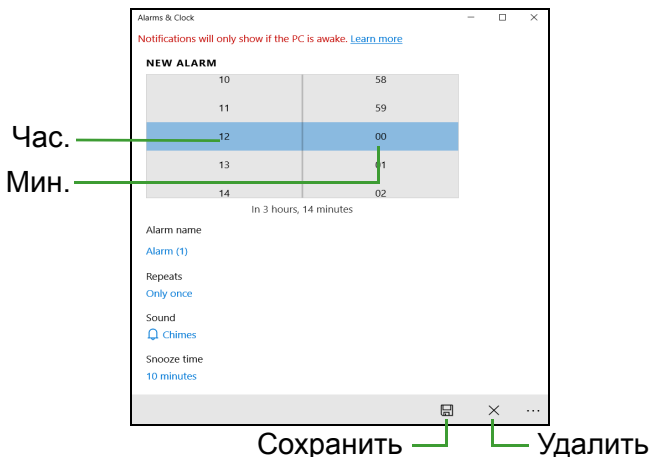 Alarms & Clock
Notifications will only show if the PC is awake. Learn more
NEW ALARM
10 58
11 59
Час. 12 00
13 01
Мин.
14 02
In 3 hours, 14 minutes
Alarm name
Alarm (1)
Repeats
Only once
Sound
Chimes
Snooze time
10 minutes
Сохранить Удалить